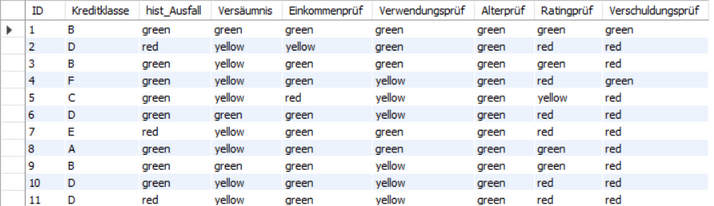 ID Kreditklasse hist_Ausfall Versäumnis Einkommenprüf Verwendungsprüf Alterprüf Ratingprüf Verschuldungsprüf
1 B green green green green green green green
2 D red yellow yellow green green red red
3 B green yellow green green green green red
4 F green yellow green yellow green red green
5 C green yellow red yellow green yellow red
6 D green green green yellow green red red
7 E red yellow green green green red red
8 A green yellow green green green green red
9 B green green green yellow green green red
10 D green yellow green yellow green red red
11 D red yellow green yellow green red red